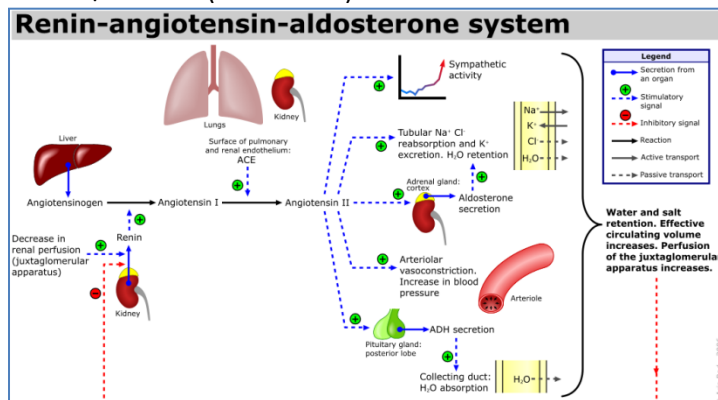 Renin-angiotensin-aldosterone system
Legend
Secretion from
an organ
Stimulatory
signal
Inhibitory signal
Reaction
Active transport
Passive transport
Lungs
Kidney
Surface of pulmonary
and renal endothelium:
ACE
Liver
Angiotensinogen
Angiotensin I
Angiotensin II
Decrease in
renal perfusion
(juxtaglomerular
apparatus)
Renin
Kidney
Sympathetic
activity
Tubular Na⁺ Cl⁻
reabsorption and K⁺
excretion. H₂O retention
Adrenal gland:
cortex
Aldosterone
secretion
Na⁺
K⁺
Cl⁻
H₂O
Arteriolar
vasoconstriction.
Increase in blood
pressure
Arteriole
Pituitary gland:
posterior lobe
ADH secretion
Collecting duct:
H₂O absorption
H₂O
Water and salt
retention. Effective
circulating volume
increases. Perfusion
of the juxtaglomerular
apparatus increases.